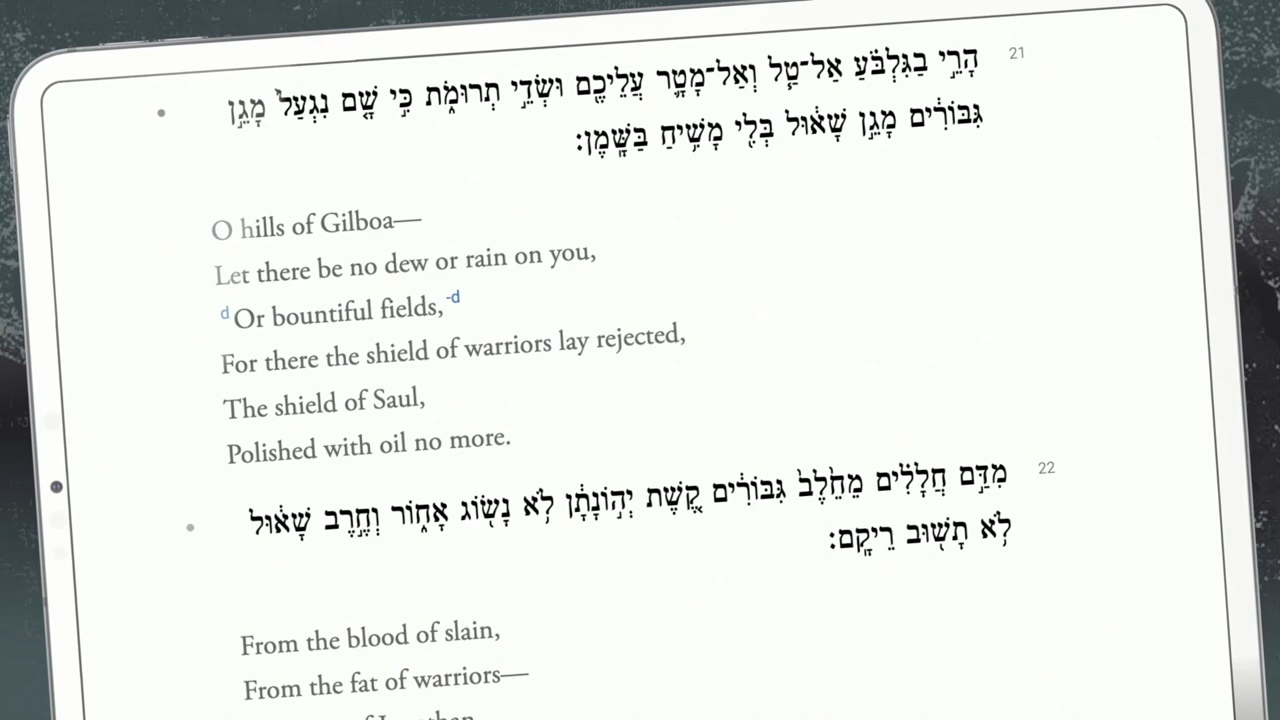 הָרֵ֣י בַגִּלְבֹּ֗עַ אַל־טַ֧ל וְאַל־מָטָ֛ר עֲלֵיכֶ֖ם וּשְׂדֵ֣י תְרוּמֹ֑ת כִּ֣י שָׁ֤ם נִגְעַל֙ מָגֵ֣ן 21
גִּבּוֹרִ֔ים מָגֵ֣ן שָׁא֔וּל בְּלִ֖י מָשִׁ֥יחַ בַּשָּֽׁמֶן׃
O hills of Gilboa—
Let there be no dew or rain on you,
d Or bountiful fields, -d
For there the shield of warriors lay rejected,
The shield of Saul,
Polished with oil no more.
מִדַּ֣ם חֲלָלִ֗ים מֵחֵ֙לֶב֙ גִּבּוֹרִ֔ים קֶ֚שֶׁת יְה֣וֹנָתָ֔ן לֹ֥א נָשׂ֖וֹג אָח֑וֹר וְחֶ֣רֶב שָׁא֔וּל 22
לֹ֥א תָשׁ֖וּב רֵיקָֽם׃
From the blood of slain,
From the fat of warriors—